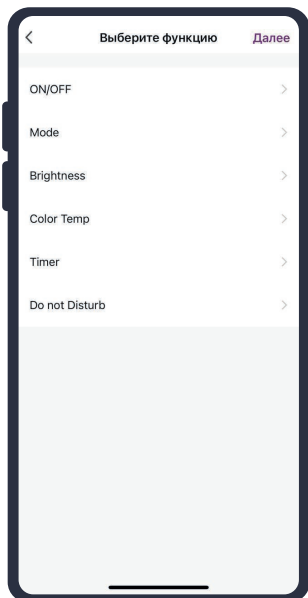 Выберите функцию Далее
ON/OFF
Mode
Brightness
Color Temp
Timer
Do not Disturb